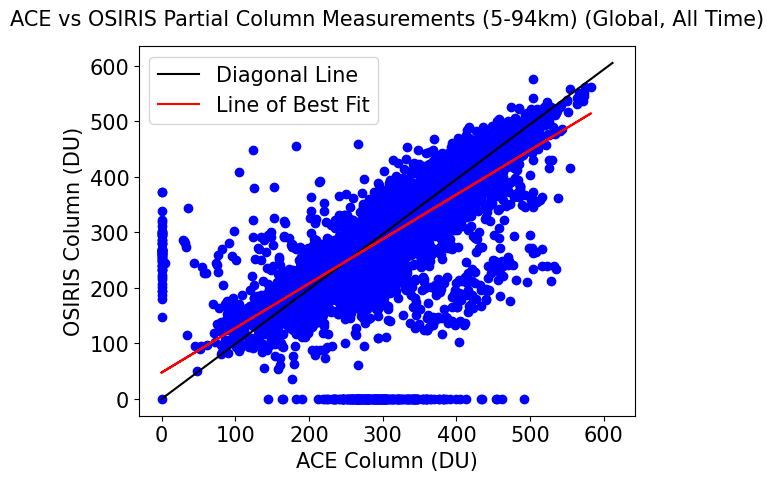 ACE vs OSIRIS Partial Column Measurements (5-94km) (Global, All Time)
Diagonal Line
Line of Best Fit
OSIRIS Column (DU)
600
500
400
300
200
100
0
0 100 200 300 400 500 600
ACE Column (DU)